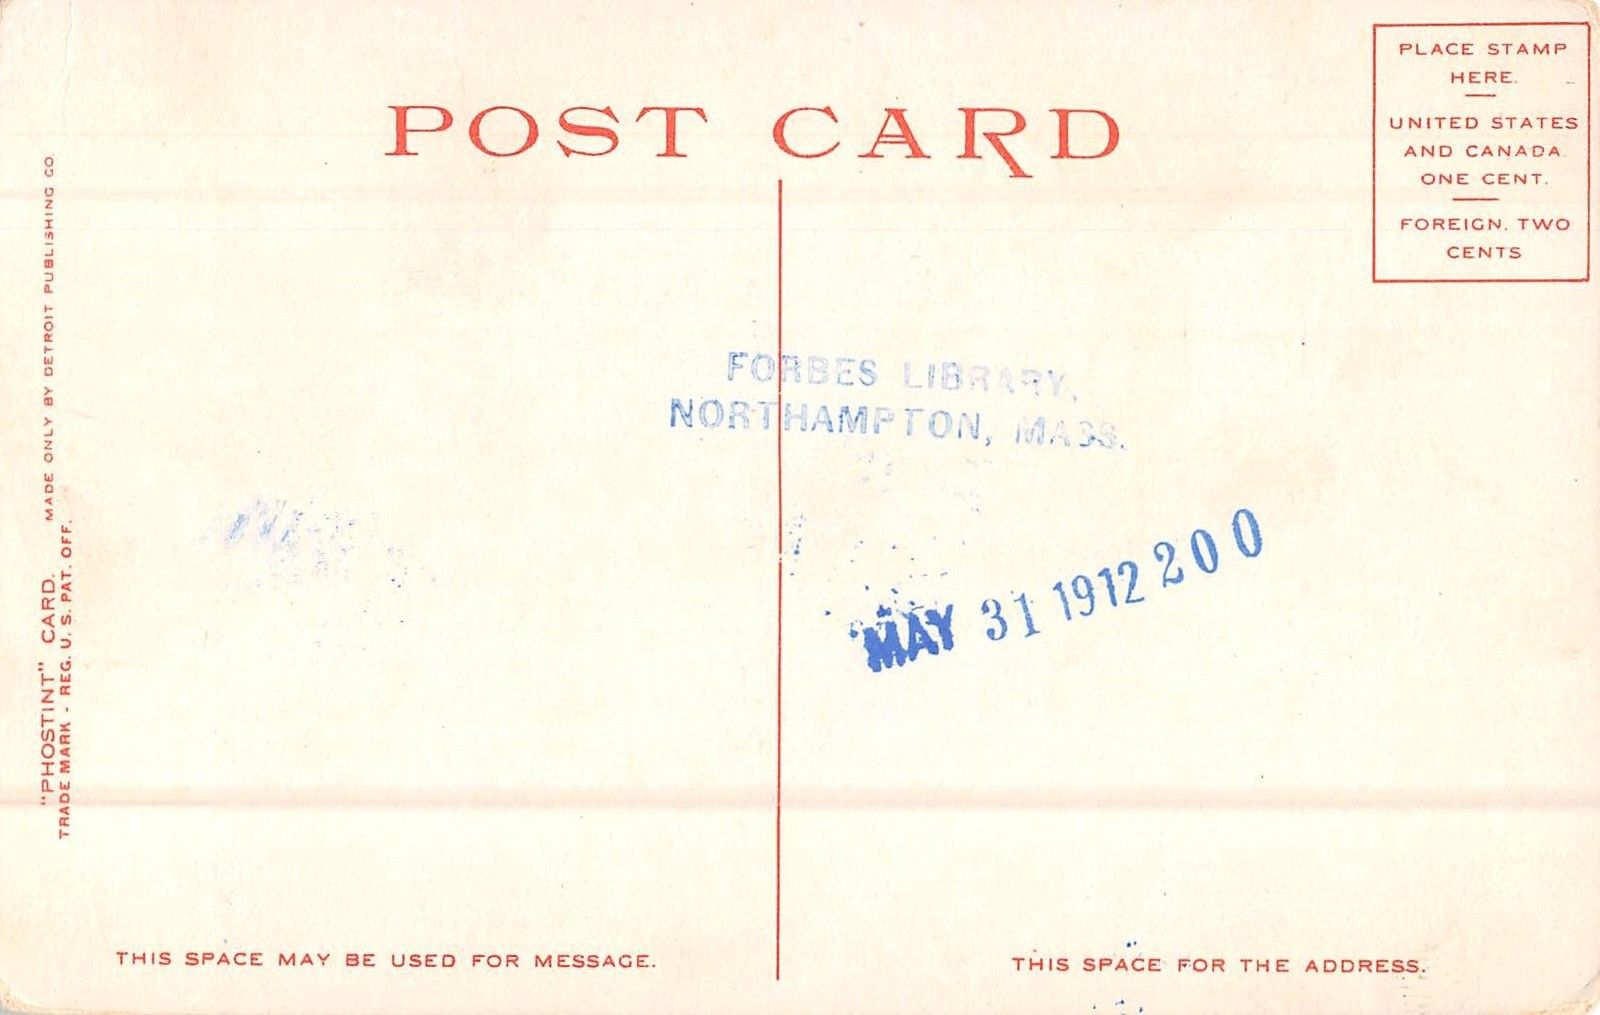 POST CARD
PLACE STAMP
HERE.
UNITED STATES
AND CANADA.
ONE CENT.
FOREIGN. TWO
CENTS
"PHOSTINT" CARD. MADE ONLY BY DETROIT PUBLISHING CO.
TRADE MARK - REG. U. S. PAT. OFF.
FORBES LIBRARY,
NORTHAMPTON, MASS.
MAY 31 1912 200
THIS SPACE MAY BE USED FOR MESSAGE.
THIS SPACE FOR THE ADDRESS.